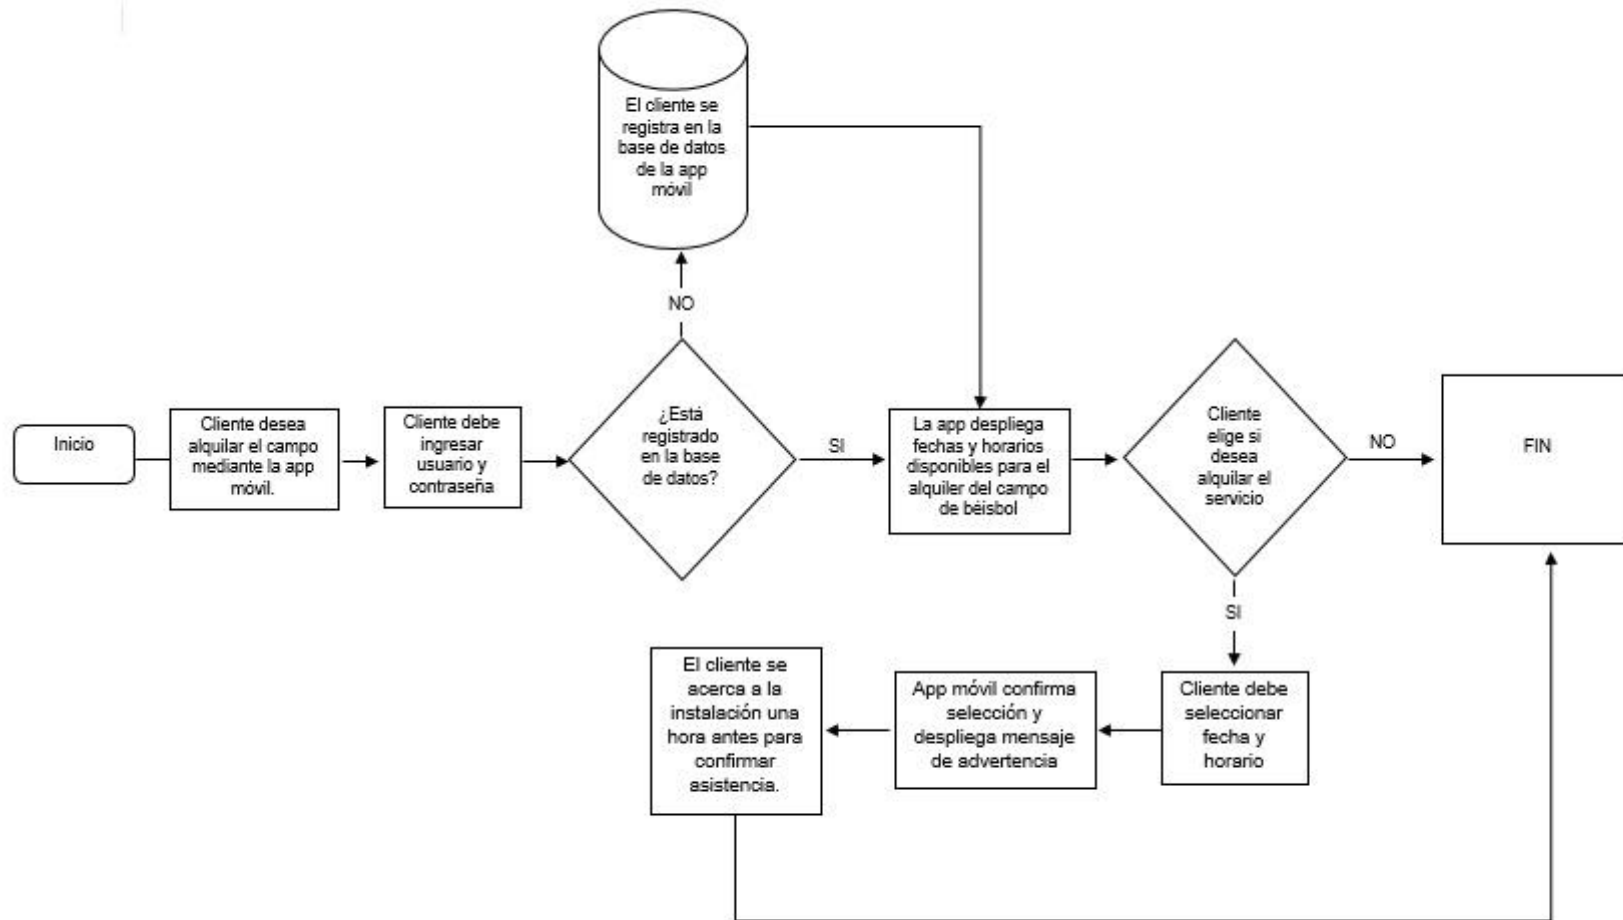 El cliente se
registra en la
base de datos
de la app
móvil
NO
Inicio
Cliente desea
alquilar el campo
mediante la app
móvil.
Cliente debe
ingresar
usuario y
contraseña
¿Está
registrado
en la base
de datos?
SI
La app despliega
fechas y horarios
disponibles para el
alquiler del campo
de béisbol
Cliente
elige si
desea
alquilar el
servicio
NO
FIN
SI
Cliente debe
seleccionar
fecha y
horario
App móvil confirma
selección y
despliega mensaje
de advertencia
El cliente se
acerca a la
instalación una
hora antes para
confirmar
asistencia.